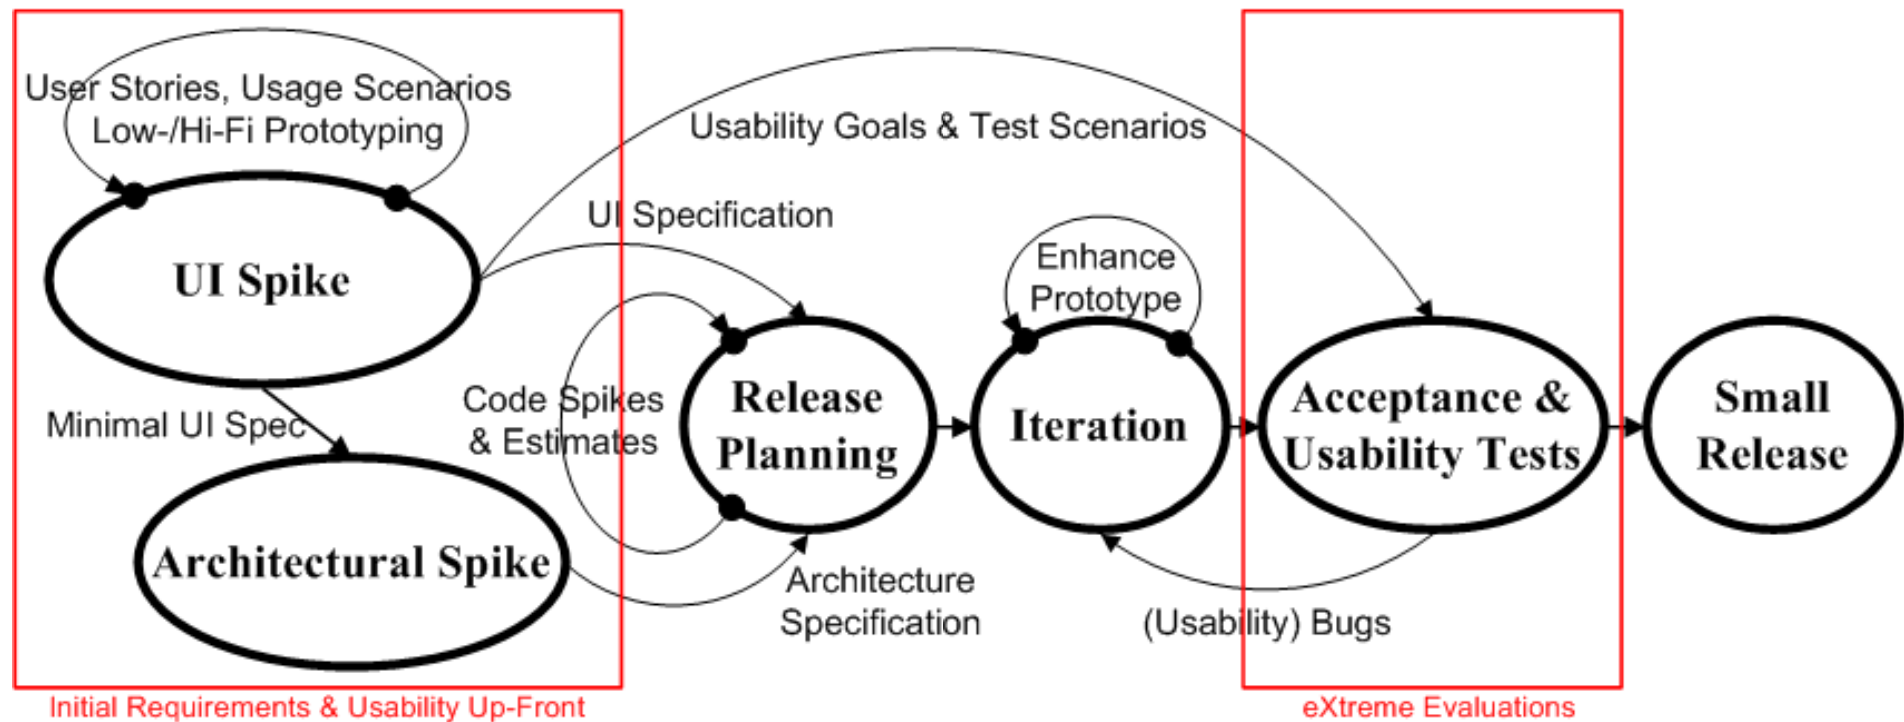 User Stories, Usage Scenarios
Low-/Hi-Fi Prototyping
Usability Goals & Test Scenarios
UI Specification
UI Spike
Enhance
Prototype
Minimal UI Spec
Code Spikes
& Estimates
Release
Planning
Iteration
Acceptance &
Usability Tests
Small
Release
Architectural Spike
Architecture
Specification
(Usability) Bugs
Initial Requirements & Usability Up-Front
eXtreme Evaluations